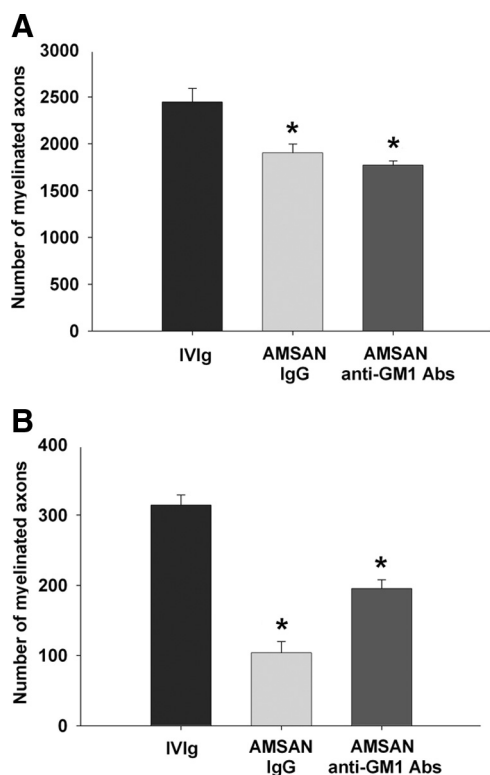 A
Number of myelinated axons
3000
2500
2000
1500
1000
500
0
*
*
IVIg
AMSAN
IgG
AMSAN
anti-GM1 Abs
B
Number of myelinated axons
400
300
200
100
0
*
*
IVIg
AMSAN
IgG
AMSAN
anti-GM1 Abs